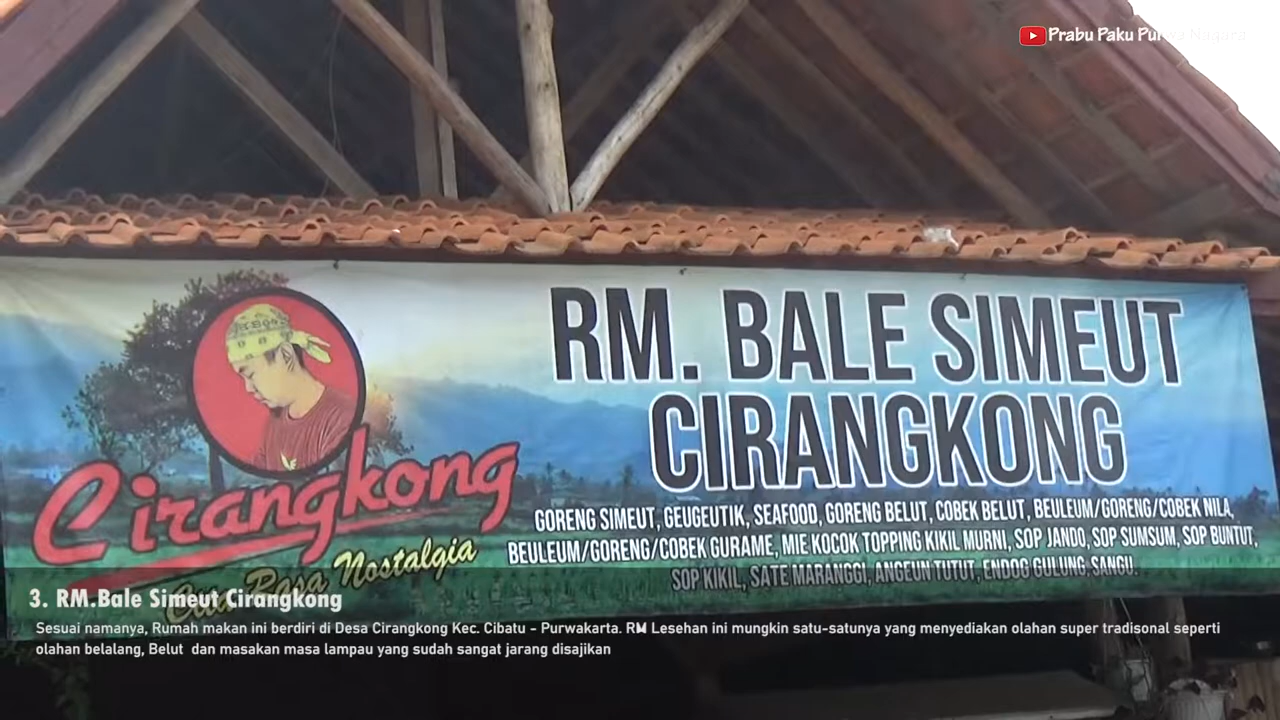 Prabu Paku Purwa Nagara
RM. BALE SIMEUT
CIRANGKONG
Cirangkong
Cita Rasa Nostalgia
GORENG SIMEUT, GEUGEUTIK, SEAFOOD, GORENG BELUT, COBEK BELUT, BEULEUM/GORENG/COBEK NILA,
BEULEUM/GORENG/COBEK GURAME, MIE KOCOK TOPPING KIKIL MURNI, SOP JANDO, SOP SUMSUM, SOP BUNTUT,
SOP KIKIL, SATE MARANGGI, ANGEUN TUTUT, ENDOG GULUNG, SANGU.
3. RM.Bale Simeut Cirangkong
Sesuai namanya, Rumah makan ini berdiri di Desa Cirangkong Kec. Cibatu - Purwakarta. RM Lesehan ini mungkin satu-satunya yang menyediakan olahan super tradisonal seperti
olahan belalang, Belut dan masakan masa lampau yang sudah sangat jarang disajikan